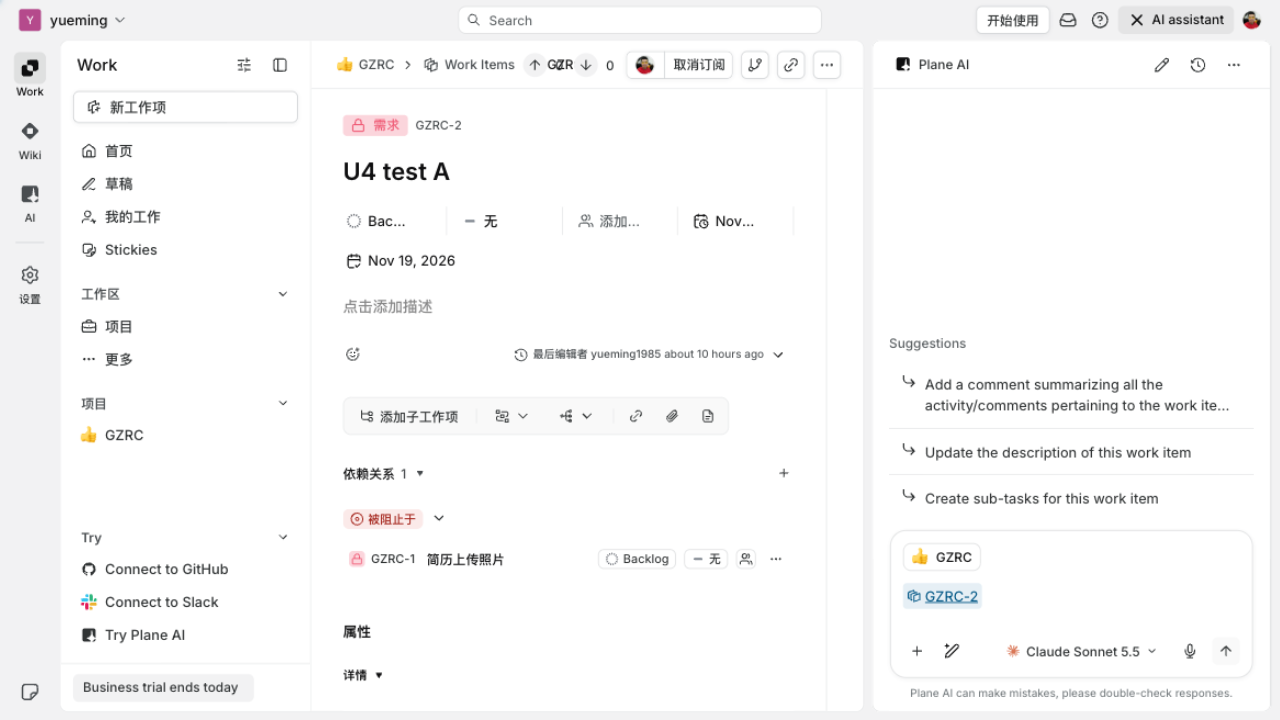 Y yueming
Search
开始使用
AI assistant
Work
Wiki
AI
设置
Work
新工作项
首页
草稿
我的工作
Stickies
工作区
项目
更多
项目
GZRC
Try
Connect to GitHub
Connect to Slack
Try Plane AI
Business trial ends today
GZRC
Work Items
0
取消订阅
需求 GZRC-2
U4 test A
Bac...
无
添加...
Nov...
Nov 19, 2026
点击添加描述
最后编辑者 yueming1985 about 10 hours ago
添加子工作项
依赖关系 1
被阻止于
GZRC-1 简历上传照片 Backlog 无
属性
详情
Plane AI
Suggestions
Add a comment summarizing all the
activity/comments pertaining to the work ite...
Update the description of this work item
Create sub-tasks for this work item
GZRC
GZRC-2
Claude Sonnet 5.5
Plane AI can make mistakes, please double-check responses.